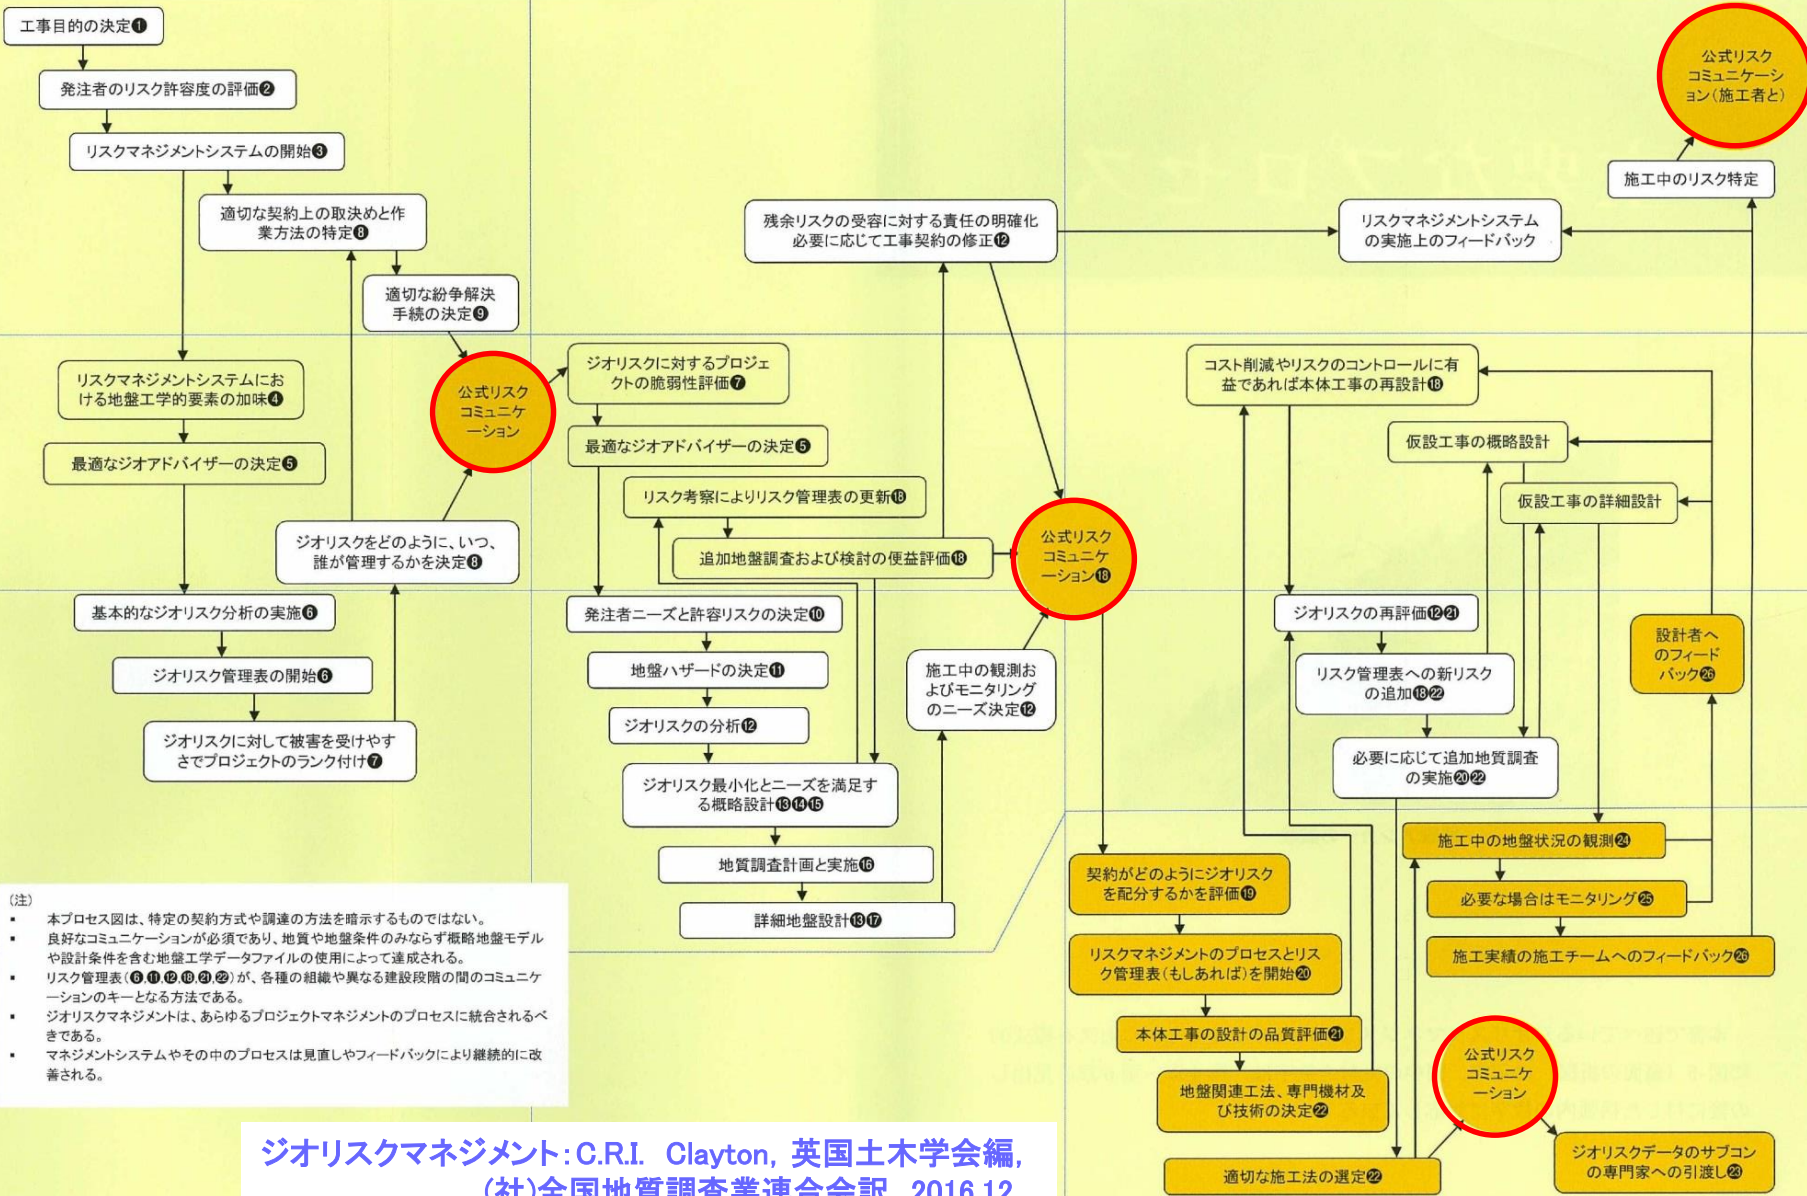 工事目的の決定❶
発注者のリスク許容度の評価❷
リスクマネジメントシステムの開始❸
適切な契約上の取決めと作
業方法の特定❽
適切な紛争解決
手続の決定❾
リスクマネジメントシステムにお
ける地盤工学的要素の加味❹
最適なジオアドバイザーの決定❺
公式リスク
コミュニケ
ーション
ジオリスクをどのように、いつ、
誰が管理するかを決定❽
基本的なジオリスク分析の実施❻
ジオリスク管理表の開始❻
ジオリスクに対して被害を受けやす
さでプロジェクトのランク付け❼
残余リスクの受容に対する責任の明確化
必要に応じて工事契約の修正⓬
ジオリスクに対するプロジェ
クトの脆弱性評価❼
最適なジオアドバイザーの決定❺
リスク考察によりリスク管理表の更新⓲
追加地盤調査および検討の便益評価⓲
公式リスク
コミュニケ
ーション⓲
発注者ニーズと許容リスクの決定❿
地盤ハザードの決定⓫
ジオリスクの分析⓬
ジオリスク最小化とニーズを満足す
る概略設計⓭⓮⓯
地質調査計画と実施⓰
詳細地盤設計⓭⓱
施工中の観測お
よびモニタリング
のニーズ決定⓬
公式リスク
コミュニケーシ
ョン(施工者と)
施工中のリスク特定
リスクマネジメントシステム
の実施上のフィードバック
コスト削減やリスクのコントロールに有
益であれば本体工事の再設計⓲
仮設工事の概略設計
仮設工事の詳細設計
ジオリスクの再評価⓬㉑
リスク管理表への新リスク
の追加⓲㉒
必要に応じて追加地質調査
の実施⓴㉒
設計者へ
のフィード
バック㉖
施工中の地盤状況の観測㉔
必要な場合はモニタリング㉕
施工実績の施工チームへのフィードバック㉖
契約がどのようにジオリスク
を配分するかを評価⓳
リスクマネジメントのプロセスとリス
ク管理表(もしあれば)を開始⓴
本体工事の設計の品質評価㉑
地盤関連工法、専門機材及
び技術の決定㉒
適切な施工法の選定㉒
公式リスク
コミュニケ
ーション
ジオリスクデータのサブコン
の専門家への引渡し㉓
(注)
▪ 本プロセス図は、特定の契約方式や調達の方法を暗示するものではない。
▪ 良好なコミュニケーションが必須であり、地質や地盤条件のみならず概略地盤モデル
や設計条件を含む地盤工学データファイルの使用によって達成される。
▪ リスク管理表(❻,⓫,⓬,⓲,㉑,㉒)が、各種の組織や異なる建設段階の間のコミュニケ
ーションのキーとなる方法である。
▪ ジオリスクマネジメントは、あらゆるプロジェクトマネジメントのプロセスに統合されるべ
きである。
▪ マネジメントシステムやその中のプロセスは見直しやフィードバックにより継続的に改
善される。
ジオリスクマネジメント:C.R.I. Clayton, 英国土木学会編,
(社)全国地質調査業連合会訳, 2016.12